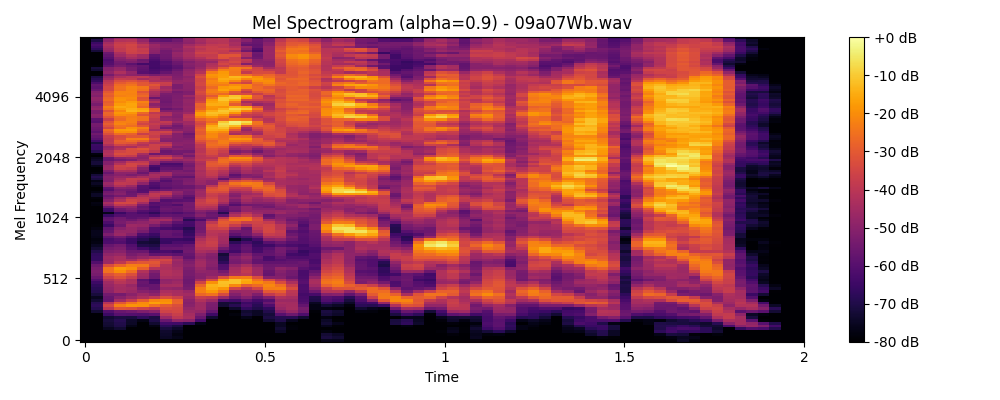 Mel Spectrogram (alpha=0.9) - 09a07Wb.wav
Mel Frequency
4096
2048
1024
512
0
0
0.5
1
1.5
2
Time
+0 dB
-10 dB
-20 dB
-30 dB
-40 dB
-50 dB
-60 dB
-70 dB
-80 dB